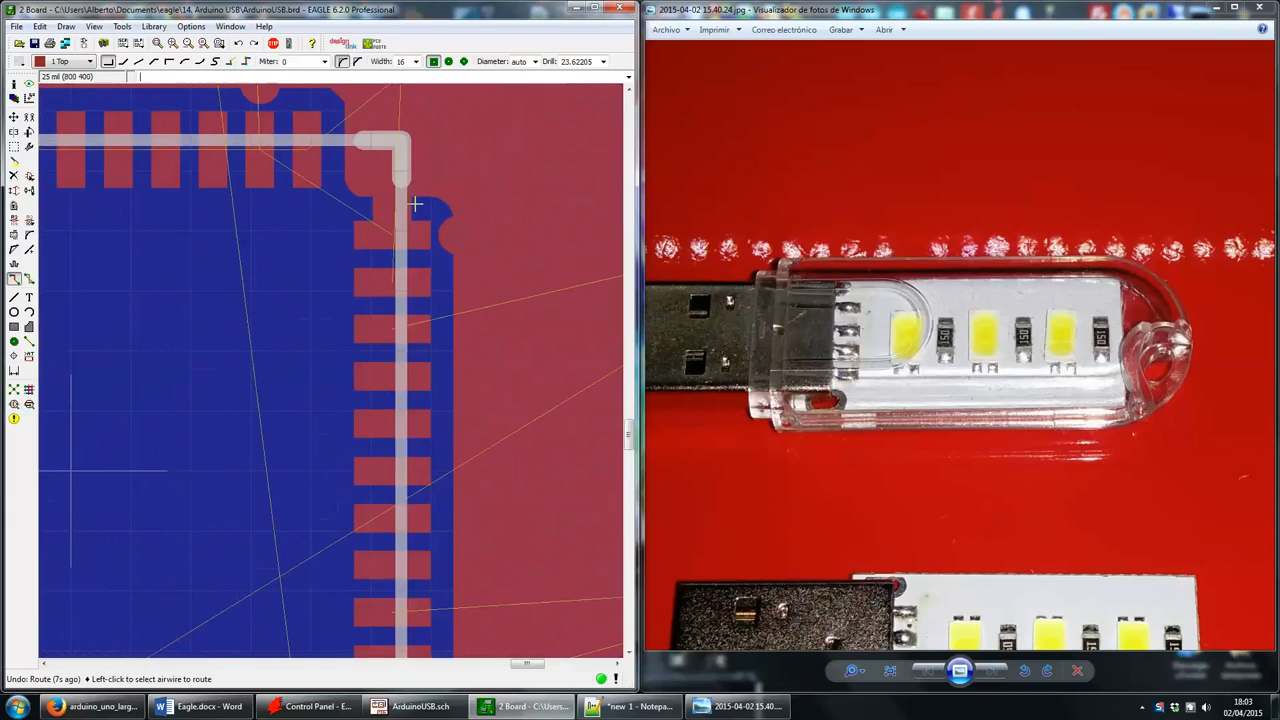 2 Board - C:\Users\Alberto\Documents\eagle\14. Arduino USB\ArduinoUSB.brd - EAGLE 6.2.0 Professional
File Edit Draw View Tools Library Options Window Help
1 Top Miter: 0 Width: 16 Diameter: auto Drill: 23.62205
25 mil (800 400)
Undo: Route (7s ago) ♦ Left-click to select airwire to route
2015-04-02 15.40.24.jpg - Visualizador de fotos de Windows
Archivo Imprimir Correo electrónico Grabar Abrir
150 150 150
arduino_uno_larg...
Eagle.docx - Word
Control Panel - E...
ArduinoUSB.sch
2 Board - C:\Users...
*new 1 - Notepa...
2015-04-02 15.40....
18:03
02/04/2015